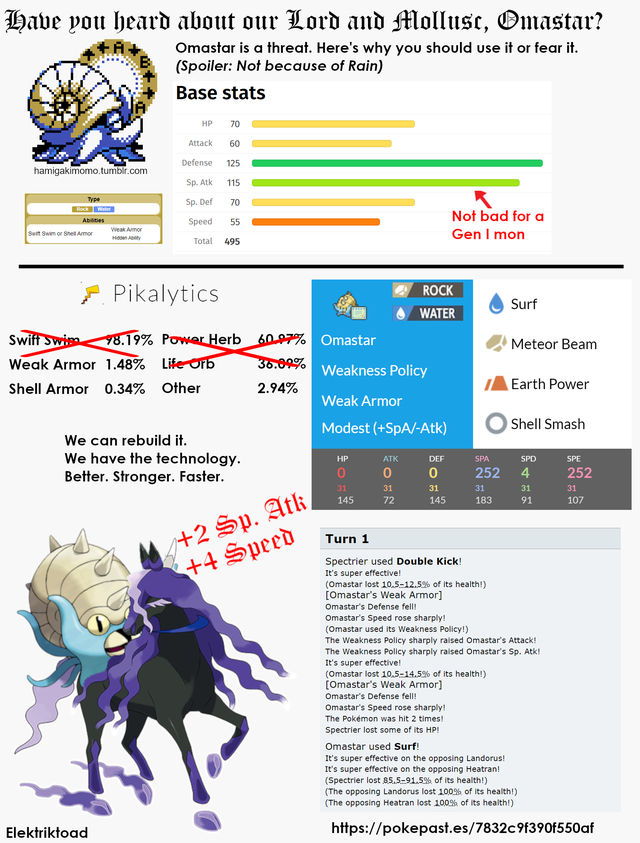 Have you heard about our Lord and Mollusc, Omastar?
Omastar is a threat. Here's why you should use it or fear it.
(Spoiler: Not because of Rain)
A
B
A
hamigakimomo.tumblr.com
Type
Rock Water
Abilities
Swift Swim or Shell Armor
Weak Armor
Hidden Ability
Base stats
HP 70
Attack 60
Defense 125
Sp. Atk 115
Sp. Def 70
Speed 55
Total 495
Not bad for a
Gen I mon
Pikalytics
Swift Swim 98.19%
Weak Armor 1.48%
Shell Armor 0.34%
Power Herb 60.97%
Life Orb 36.09%
Other 2.94%
We can rebuild it.
We have the technology.
Better. Stronger. Faster.
ROCK
WATER
Omastar
Weakness Policy
Weak Armor
Modest (+SpA/-Atk)
Surf
Meteor Beam
Earth Power
Shell Smash
HP ATK DEF SPA SPD SPE
0 0 0 252 4 252
31 31 31 31 31 31
145 72 145 183 91 107
+2 Sp. Atk
+4 Speed
Turn 1
Spectrier used Double Kick!
It's super effective!
(Omastar lost 10.5–12.5% of its health!)
[Omastar's Weak Armor]
Omastar's Defense fell!
Omastar's Speed rose sharply!
(Omastar used its Weakness Policy!)
The Weakness Policy sharply raised Omastar's Attack!
The Weakness Policy sharply raised Omastar's Sp. Atk!
It's super effective!
(Omastar lost 10.5–14.5% of its health!)
[Omastar's Weak Armor]
Omastar's Defense fell!
Omastar's Speed rose sharply!
The Pokémon was hit 2 times!
Spectrier lost some of its HP!
Omastar used Surf!
It's super effective on the opposing Landorus!
It's super effective on the opposing Heatran!
(Spectrier lost 85.5–91.5% of its health!)
(The opposing Landorus lost 100% of its health!)
(The opposing Heatran lost 100% of its health!)
Elektriktoad
https://pokepast.es/7832c9f390f550af